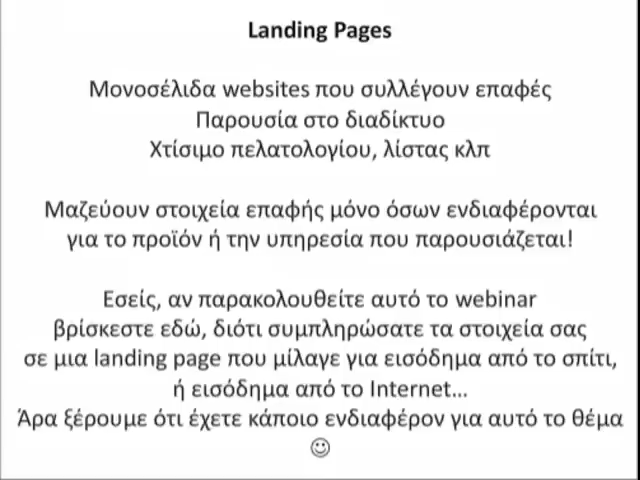 Landing Pages
Μονοσέλιδα websites που συλλέγουν επαφές
Παρουσία στο διαδίκτυο
Χτίσιμο πελατολογίου, λίστας κλπ
Μαζεύουν στοιχεία επαφής μόνο όσων ενδιαφέρονται
για το προϊόν ή την υπηρεσία που παρουσιάζεται!
Εσείς, αν παρακολουθείτε αυτό το webinar
βρίσκεστε εδώ, διότι συμπληρώσατε τα στοιχεία σας
σε μια landing page που μίλαγε για εισόδημα από το σπίτι,
ή εισόδημα από το Internet...
Άρα ξέρουμε ότι έχετε κάποιο ενδιαφέρον για αυτό το θέμα
☺